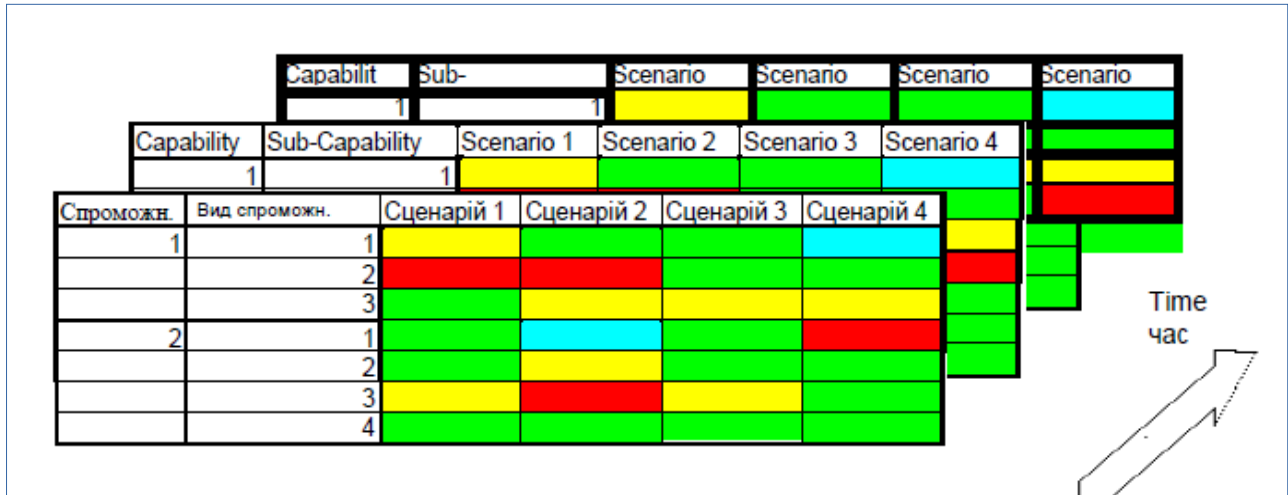 Capabilit Sub- Scenario Scenario Scenario Scenario
1 1
Capability Sub-Capability Scenario 1 Scenario 2 Scenario 3 Scenario 4
1 1
Спроможн. Вид спроможн. Сценарій 1 Сценарій 2 Сценарій 3 Сценарій 4
1 1
2
3
2 1
2
3
4
Time
час